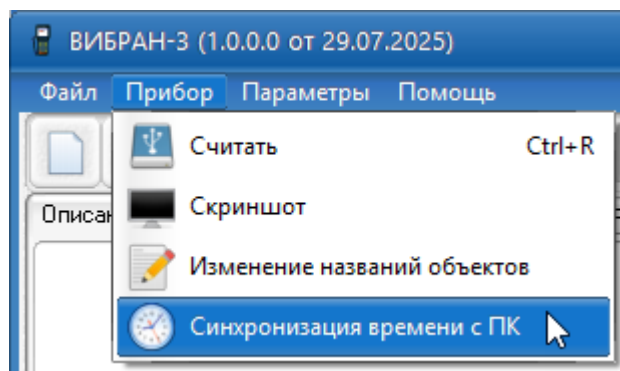 ВИБРАН-3 (1.0.0.0 от 29.07.2025)
Файл Прибор Параметры Помощь
Считать Ctrl+R
Скриншот
Изменение названий объектов
Синхронизация времени с ПК